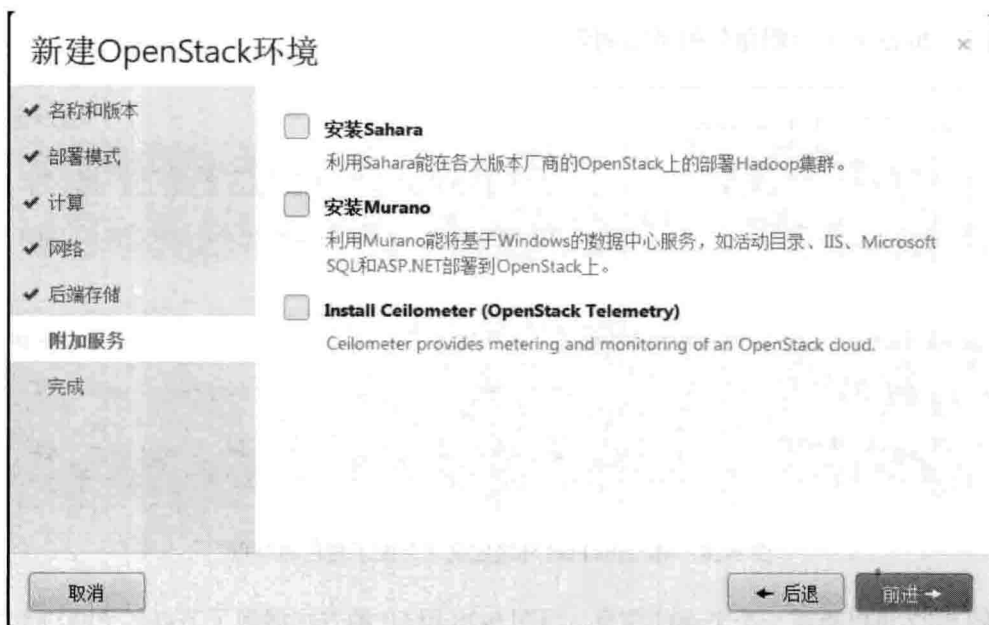 新建OpenStack环境
×
✔ 名称和版本
✔ 部署模式
✔ 计算
✔ 网络
✔ 后端存储
附加服务
完成
安装Sahara
利用Sahara能在各大版本厂商的OpenStack上的部署Hadoop集群。
安装Murano
利用Murano能将基于Windows的数据中心服务，如活动目录、IIS、Microsoft
SQL和ASP.NET部署到OpenStack上。
Install Ceilometer (OpenStack Telemetry)
Ceilometer provides metering and monitoring of an OpenStack cloud.
取消
← 后退
前进 →